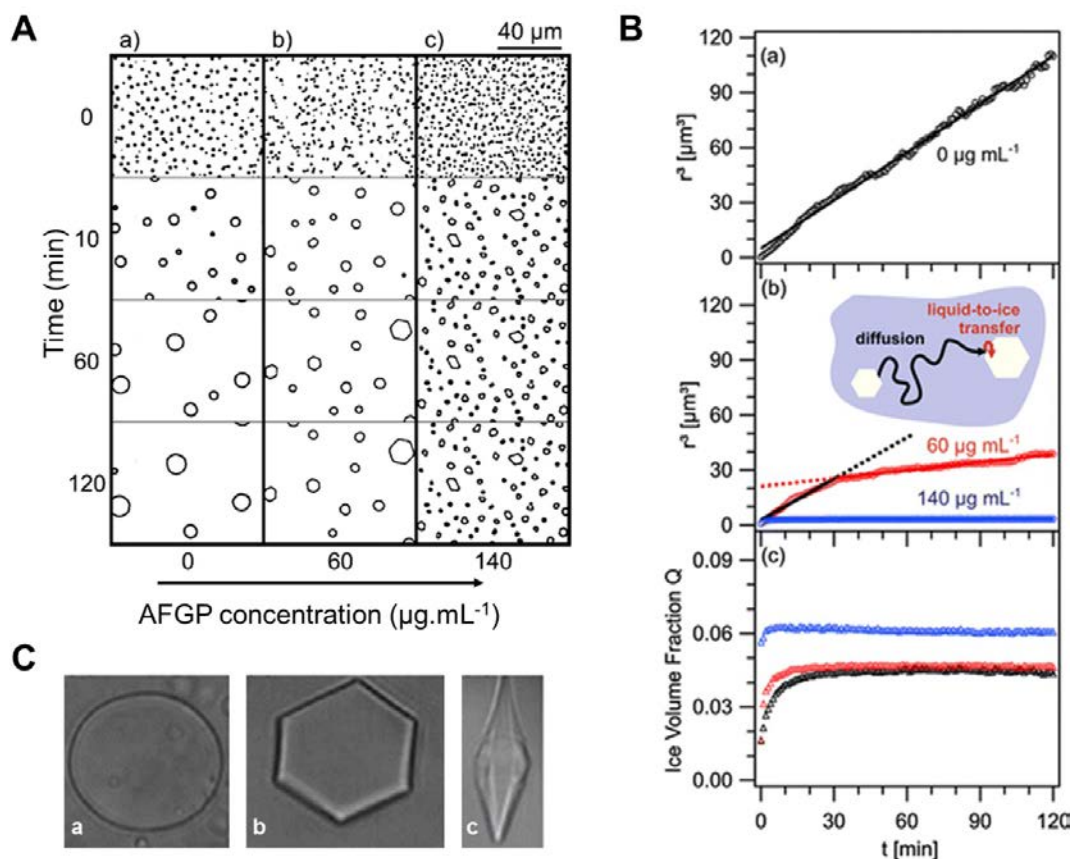 A
a) b) c) 40 μm
Time (min)
0
10
60
120
0 60 140
AFGP concentration (μg.mL⁻¹)
B
(a)
r³ [μm³]
120
90
60
30
0
0 μg mL⁻¹
(b)
r³ [μm³]
120
90
60
30
0
liquid-to-ice
transfer
diffusion
60 μg mL⁻¹
140 μg mL⁻¹
(c)
Ice Volume Fraction Q
0.09
0.06
0.03
0.00
0 30 60 90 120
t [min]
C
a b c